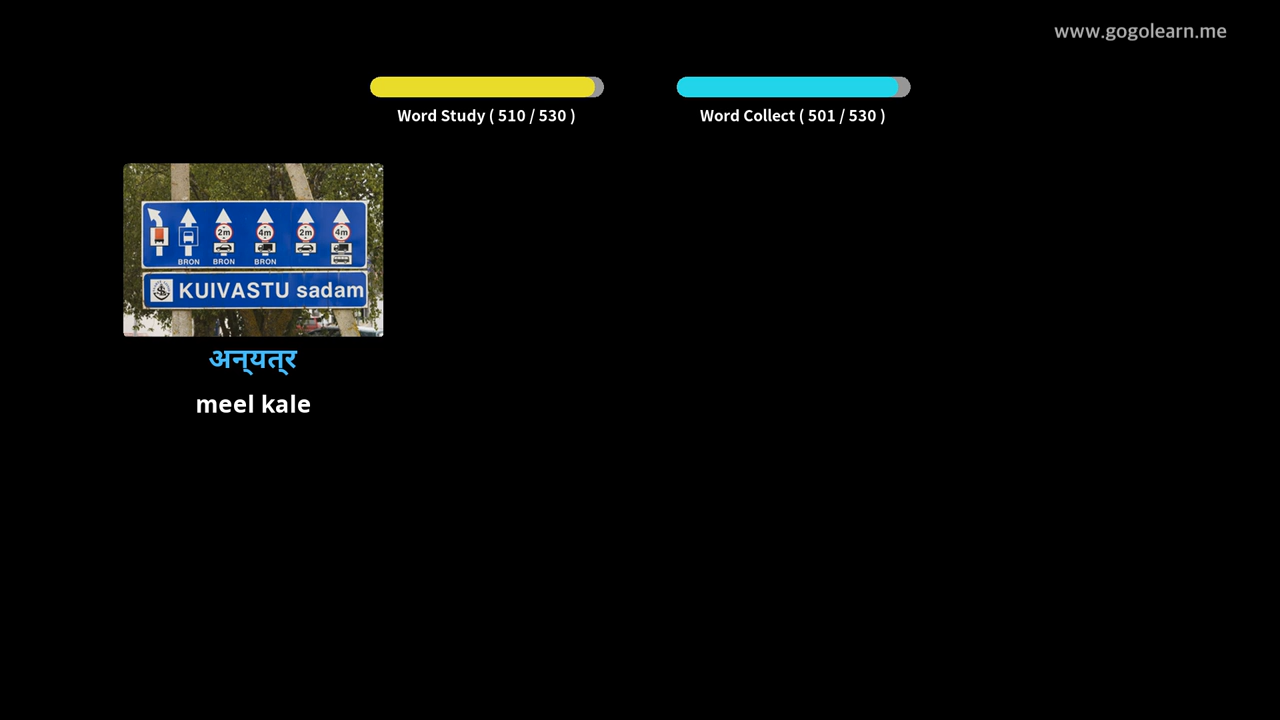 www.gogolearn.me
Word Study ( 510 / 530 )
Word Collect ( 501 / 530 )
2m 4m 2m 4m
BRON BRON BRON
KUIVASTU sadam
अन्यत्र
meel kale